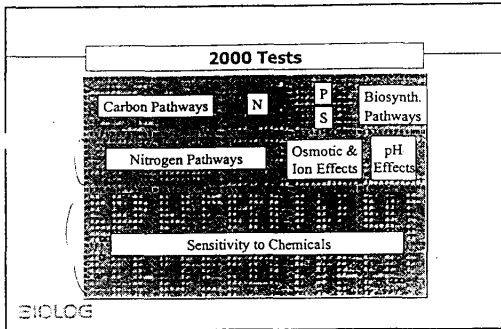 2000 Tests
Carbon Pathways
N
P
S
Biosynth.
Pathways
Nitrogen Pathways
Osmotic &
Ion Effects
pH
Effects
Sensitivity to Chemicals
BIOLOG